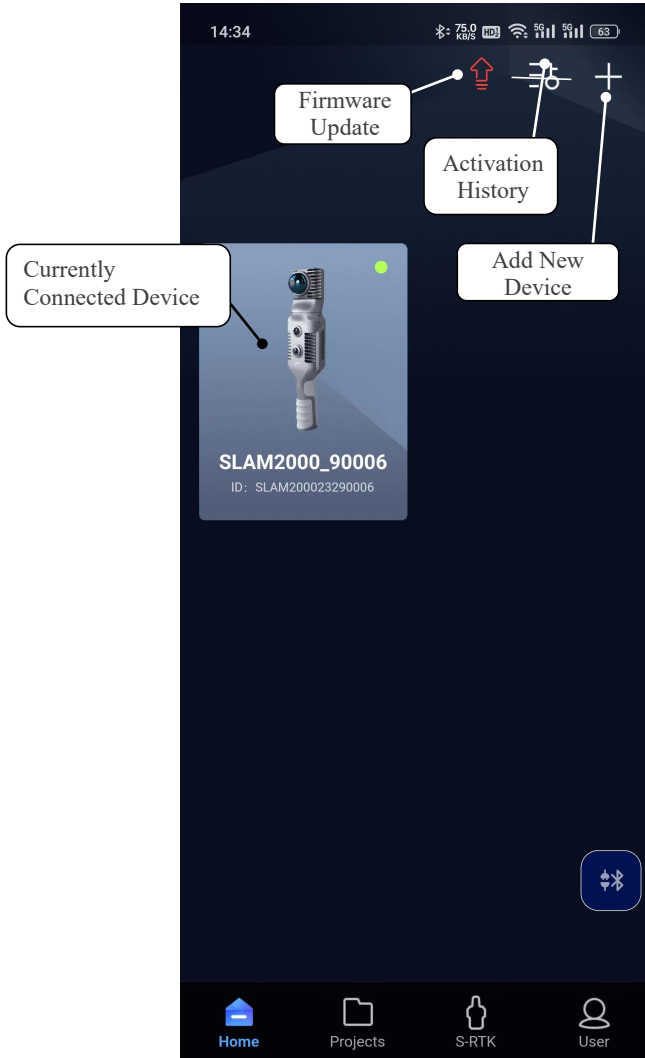 14:34
75.0
KB/S
HD2
5G
5G
63
Firmware
Update
Activation
History
Add New
Device
Currently
Connected Device
SLAM2000_90006
ID: SLAM200023290006
Home
Projects
S-RTK
User